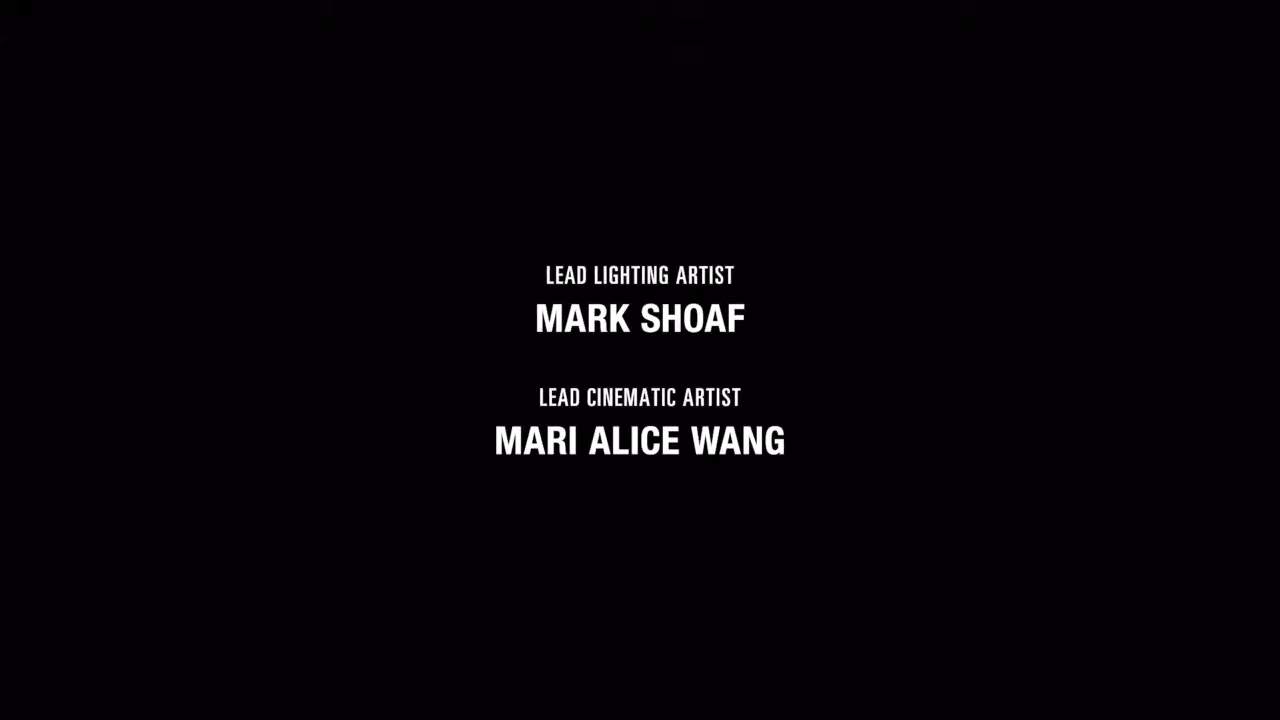 LEAD LIGHTING ARTIST
MARK SHOAF
LEAD CINEMATIC ARTIST
MARI ALICE WANG